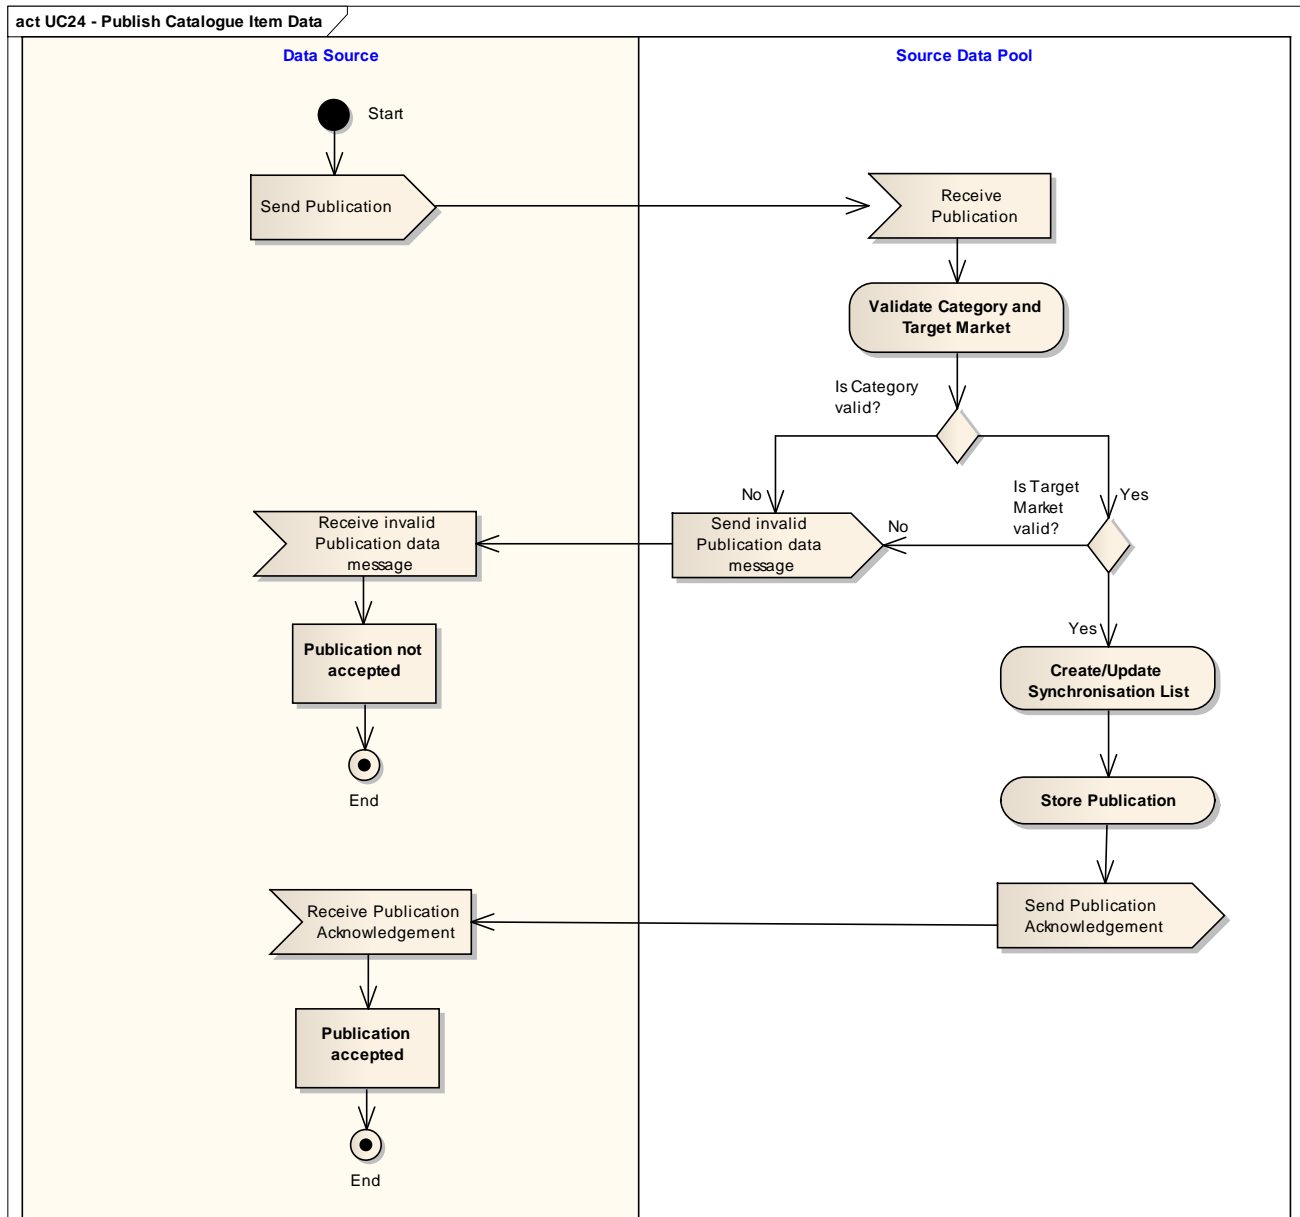 act UC24 - Publish Catalogue Item Data
Data Source
Source Data Pool
Start
Send Publication
Receive
Publication
Validate Category and
Target Market
Is Category
valid?
No
Yes
Is Target
Market
valid?
No
Send invalid
Publication data
message
Receive invalid
Publication data
message
Publication not
accepted
End
Yes
Create/Update
Synchronisation List
Store Publication
Send Publication
Acknowledgement
Receive Publication
Acknowledgement
Publication
accepted
End